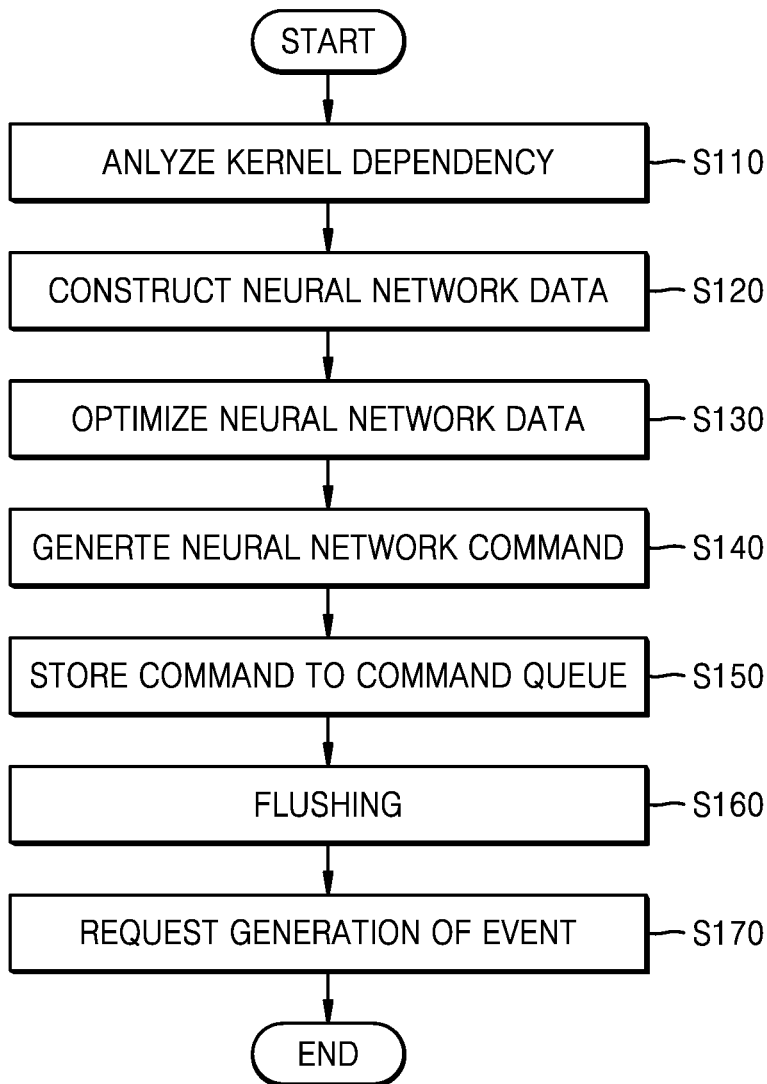 START
ANLYZE KERNEL DEPENDENCY
S110
CONSTRUCT NEURAL NETWORK DATA
S120
OPTIMIZE NEURAL NETWORK DATA
S130
GENERTE NEURAL NETWORK COMMAND
S140
STORE COMMAND TO COMMAND QUEUE
S150
FLUSHING
S160
REQUEST GENERATION OF EVENT
S170
END